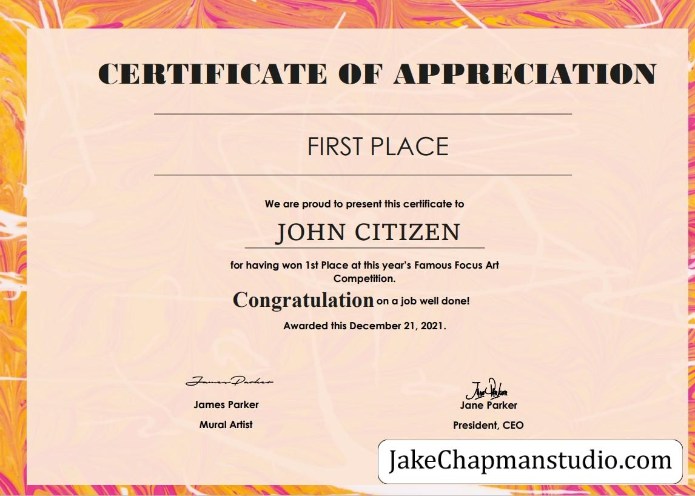 CERTIFICATE OF APPRECIATION
FIRST PLACE
We are proud to present this certificate to
JOHN CITIZEN
for having won 1st Place at this year's Famous Focus Art
Competition.
Congratulation on a job well done!
Awarded this December 21, 2021.
James Parker
James Parker
Mural Artist
Jane Parker
President, CEO
JakeChapmanstudio.com